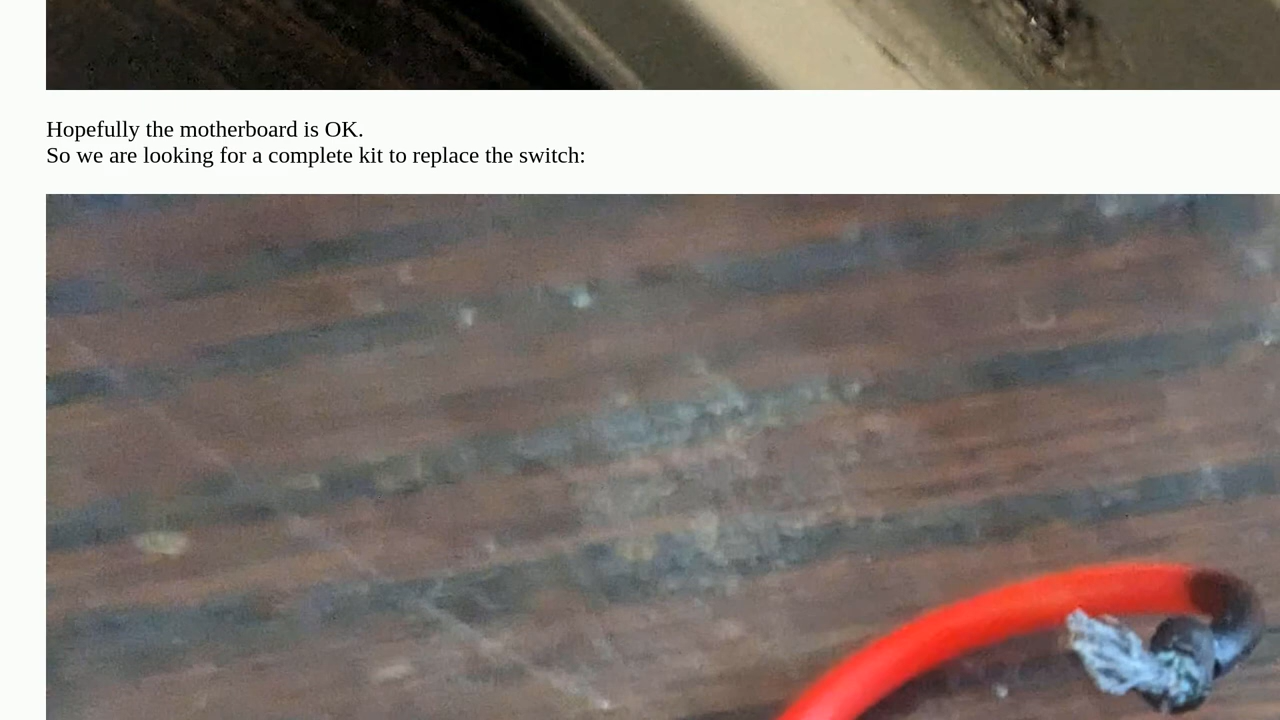 Hopefully the motherboard is OK.
So we are looking for a complete kit to replace the switch: